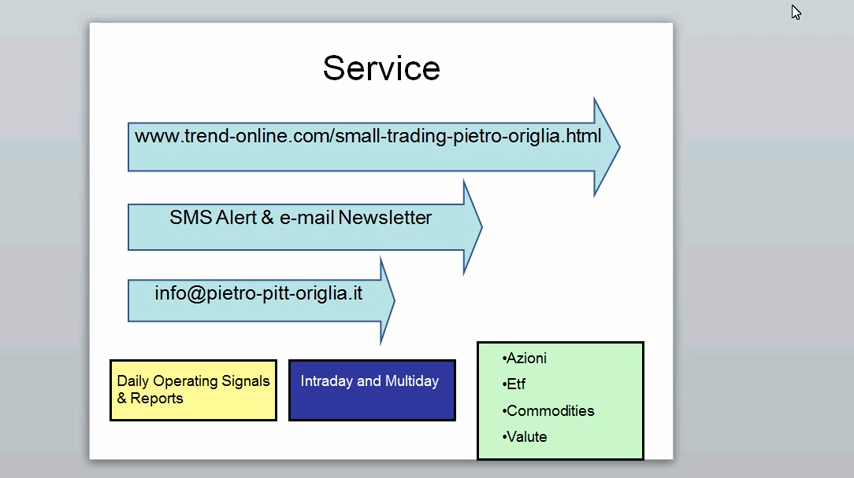 Service
www.trend-online.com/small-trading-pietro-origlia.html
SMS Alert & e-mail Newsletter
info@pietro-pitt-origlia.it
Daily Operating Signals
& Reports
Intraday and Multiday
•Azioni
•Etf
•Commodities
•Valute